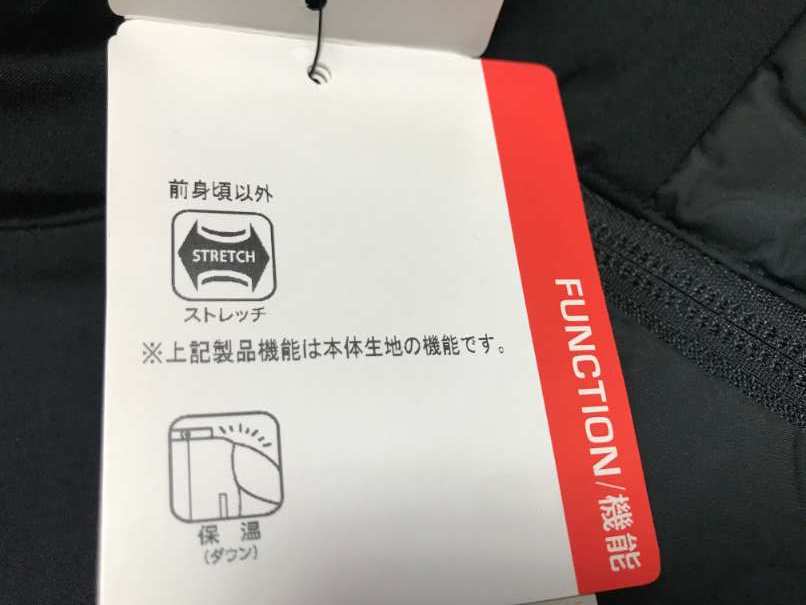 前身頃以外
STRETCH
ストレッチ
※上記製品機能は本体生地の機能です。
保温
(ダウン)
FUNCTION/機能